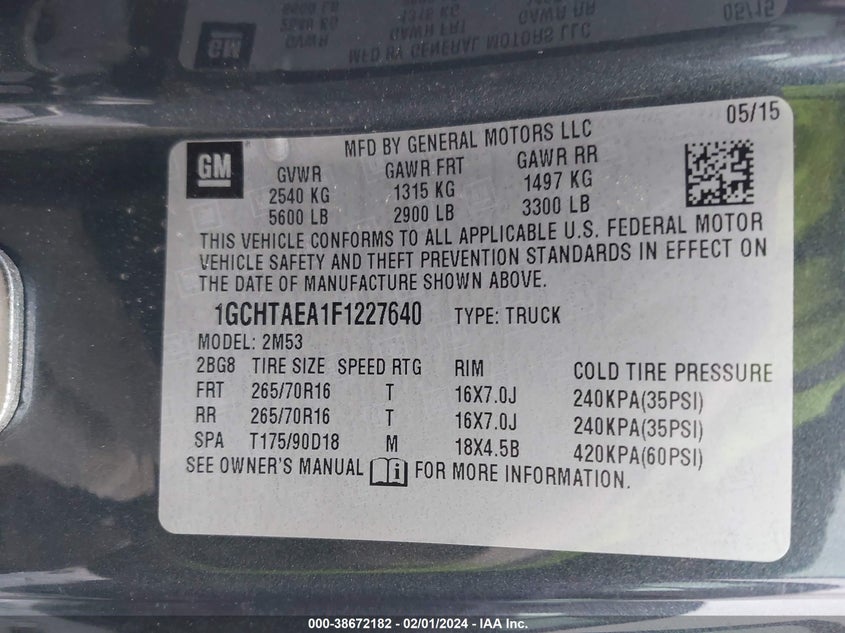 MFD BY GENERAL MOTORS LLC 05/15
GM
GVWR GAWR FRT GAWR RR
2540 KG 1315 KG 1497 KG
5600 LB 2900 LB 3300 LB
THIS VEHICLE CONFORMS TO ALL APPLICABLE U.S. FEDERAL MOTOR
VEHICLE SAFETY AND THEFT PREVENTION STANDARDS IN EFFECT ON
THE DATE OF MANUFACTURE SHOWN ABOVE.
1GCHTAEA1F1227640 TYPE: TRUCK
MODEL: 2M53
2BG8 TIRE SIZE SPEED RTG RIM COLD TIRE PRESSURE
FRT 265/70R16 T 16X7.0J 240KPA(35PSI)
RR 265/70R16 T 16X7.0J 240KPA(35PSI)
SPA T175/90D18 M 18X4.5B 420KPA(60PSI)
SEE OWNER'S MANUAL i FOR MORE INFORMATION.
000-38672182 - 02/01/2024 - IAA Inc.